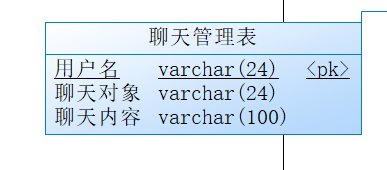 聊天管理表
用户名 varchar(24) <pk>
聊天对象 varchar(24)
聊天内容 varchar(100)